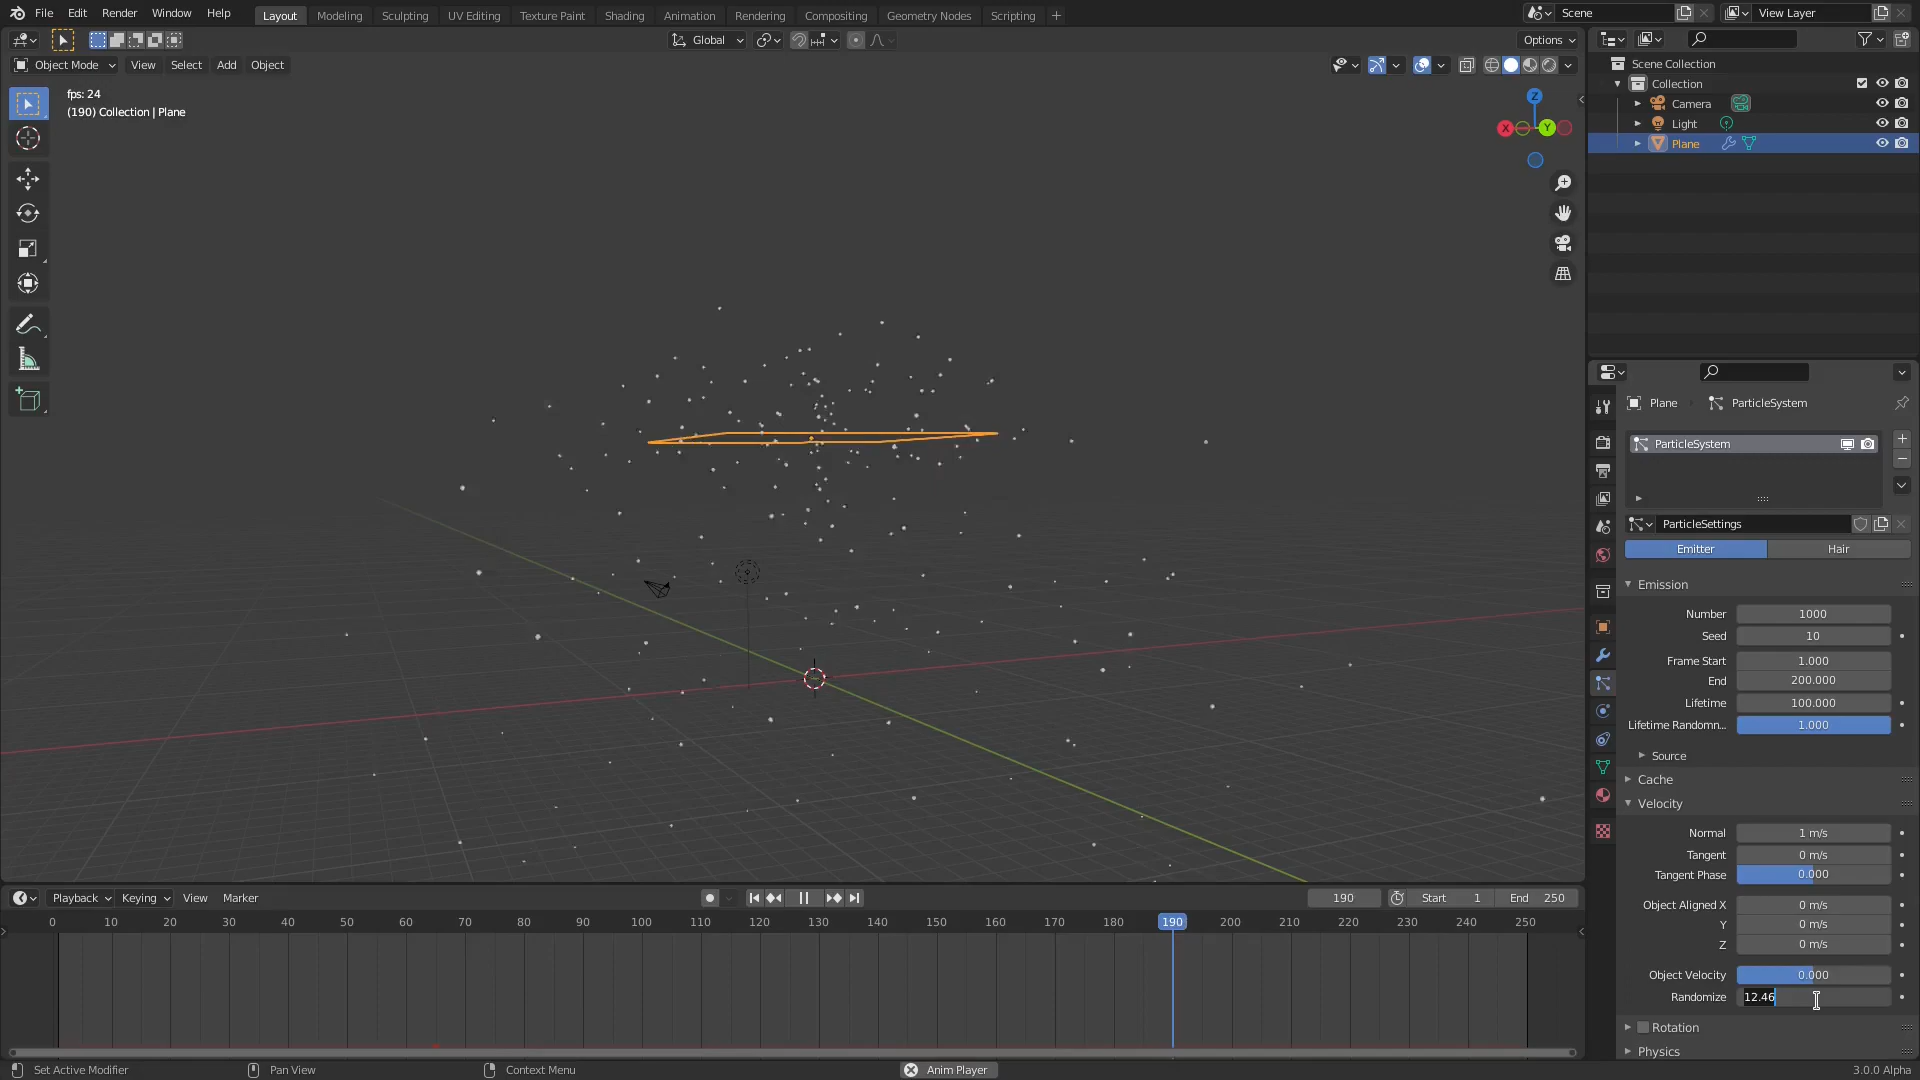 File Edit Render Window Help Layout Modeling Sculpting UV Editing Texture Paint Shading Animation Rendering Compositing Geometry Nodes Scripting + Scene View Layer
Global Options
Object Mode View Select Add Object
fps: 24
(190) Collection | Plane
Z
X Y
Scene Collection
Collection
Camera
Light
Plane
Plane ParticleSystem
ParticleSystem
ParticleSettings
Emitter Hair
Emission
Number 1000
Seed 10
Frame Start 1.000
End 200.000
Lifetime 100.000
Lifetime Randomn... 1.000
Source
Cache
Velocity
Normal 1 m/s
Tangent 0 m/s
Tangent Phase 0.000
Object Aligned X 0 m/s
Y 0 m/s
Z 0 m/s
Object Velocity 0.000
Randomize 12.46
Rotation
Physics
Playback Keying View Marker 190 Start 1 End 250
0 10 20 30 40 50 60 70 80 90 100 110 120 130 140 150 160 170 180 190 200 210 220 230 240 250
Set Active Modifier Pan View Context Menu Anim Player 3.0.0 Alpha